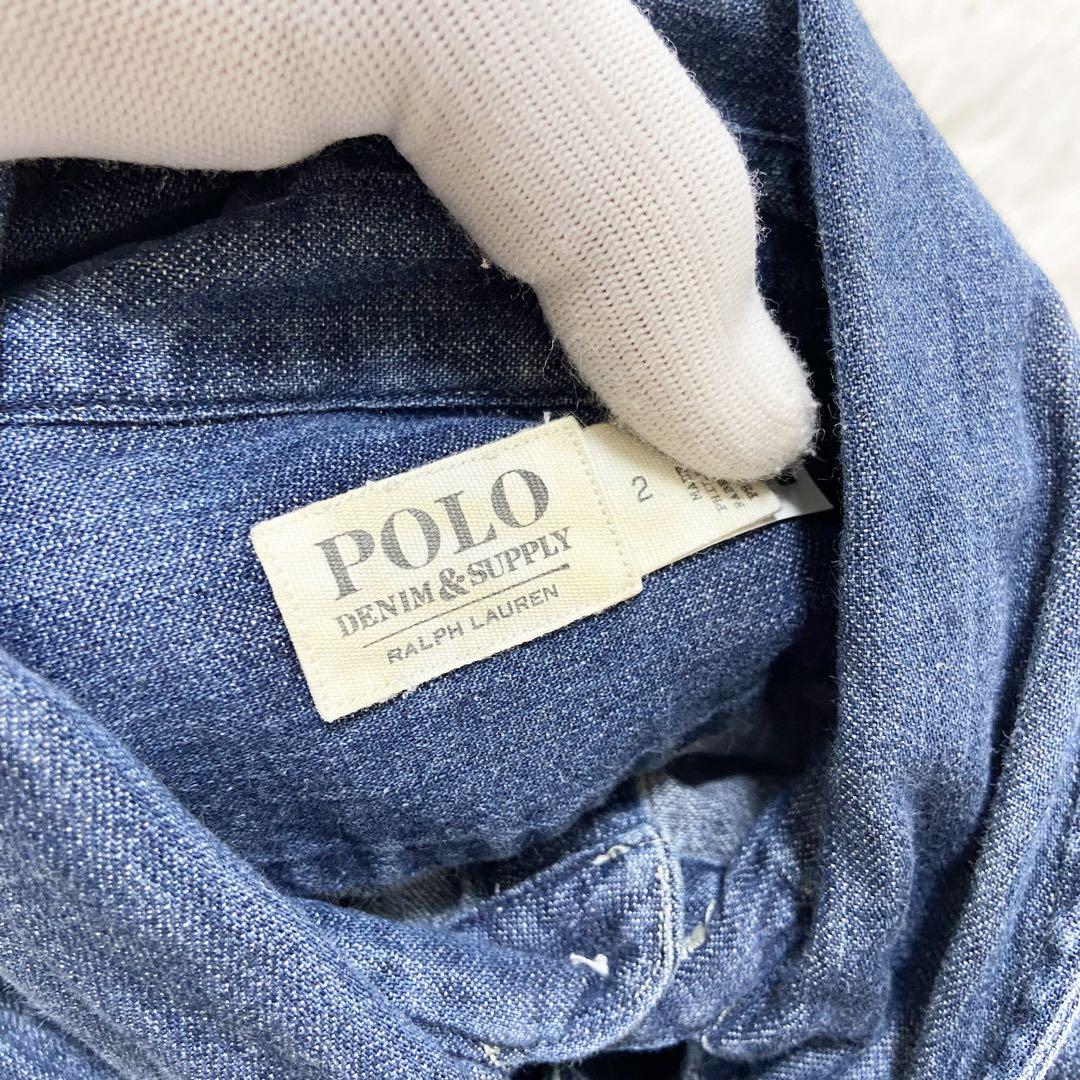 POLO
DENIM & SUPPLY
RALPH LAUREN
2